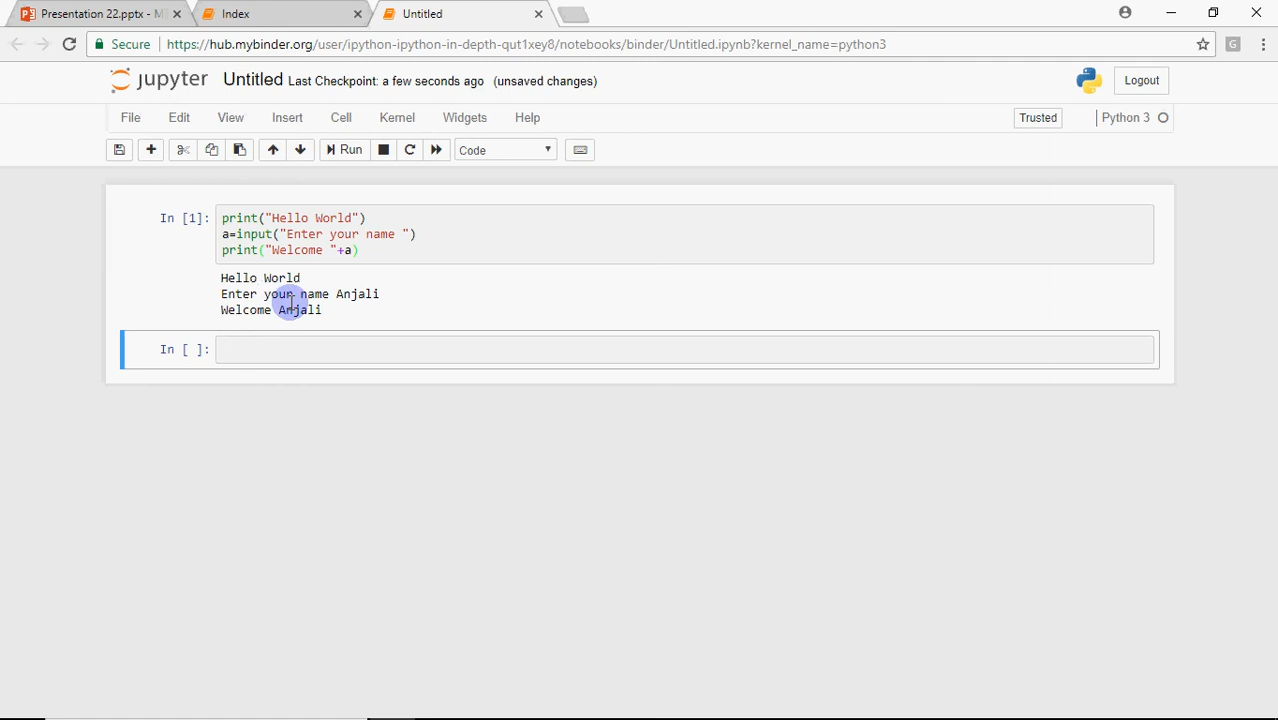 Presentation 22.pptx - M
Index
Untitled
Secure
https://hub.mybinder.org/user/ipython-ipython-in-depth-qut1xey8/notebooks/binder/Untitled.ipynb?kernel_name=python3
G
jupyter Untitled Last Checkpoint: a few seconds ago (unsaved changes)
Logout
File Edit View Insert Cell Kernel Widgets Help
Trusted
Python 3
Run
Code
In [1]: print("Hello World")
a=input("Enter your name ")
print("Welcome "+a)
Hello World
Enter your name Anjali
Welcome Anjali
In [ ]: